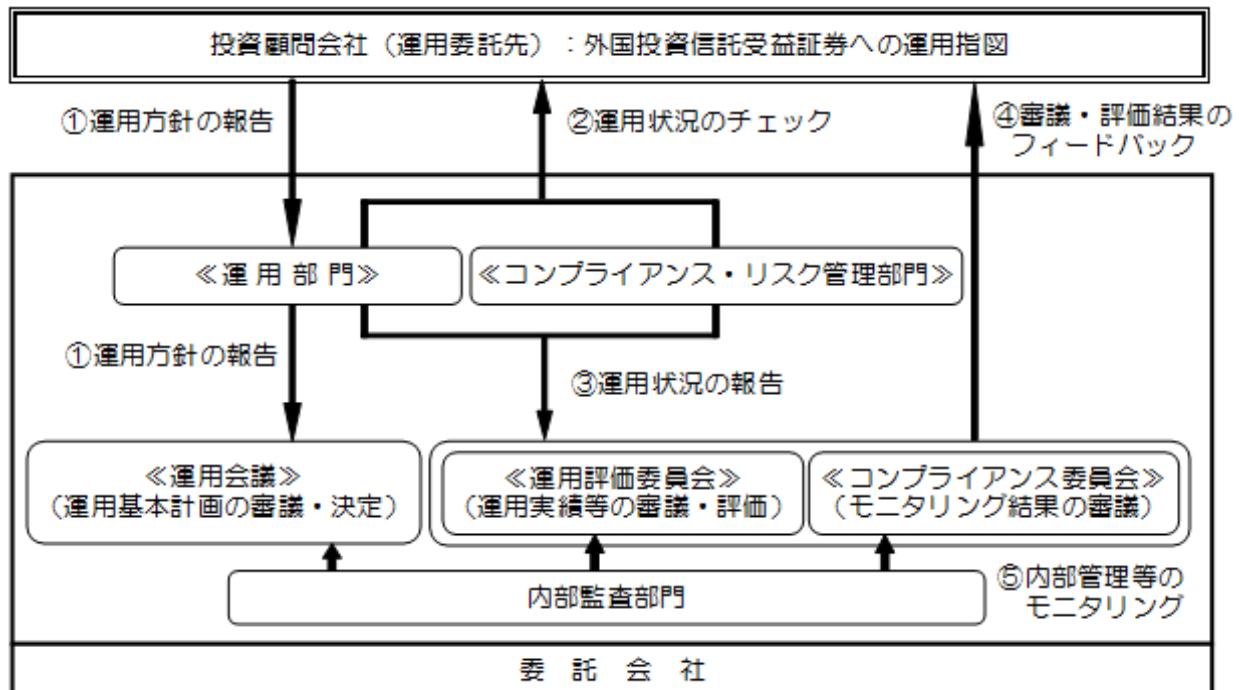 投資顧問会社（運用委託先）：外国投資信託受益証券への運用指図
①運用方針の報告
②運用状況のチェック
④審議・評価結果の
フィードバック
≪運 用 部 門≫
≪コンプライアンス・リスク管理部門≫
①運用方針の報告
③運用状況の報告
≪運用会議≫
（運用基本計画の審議・決定）
≪運用評価委員会≫
（運用実績等の審議・評価）
≪コンプライアンス委員会≫
（モニタリング結果の審議）
内部監査部門
⑤内部管理等の
モニタリング
委 託 会 社